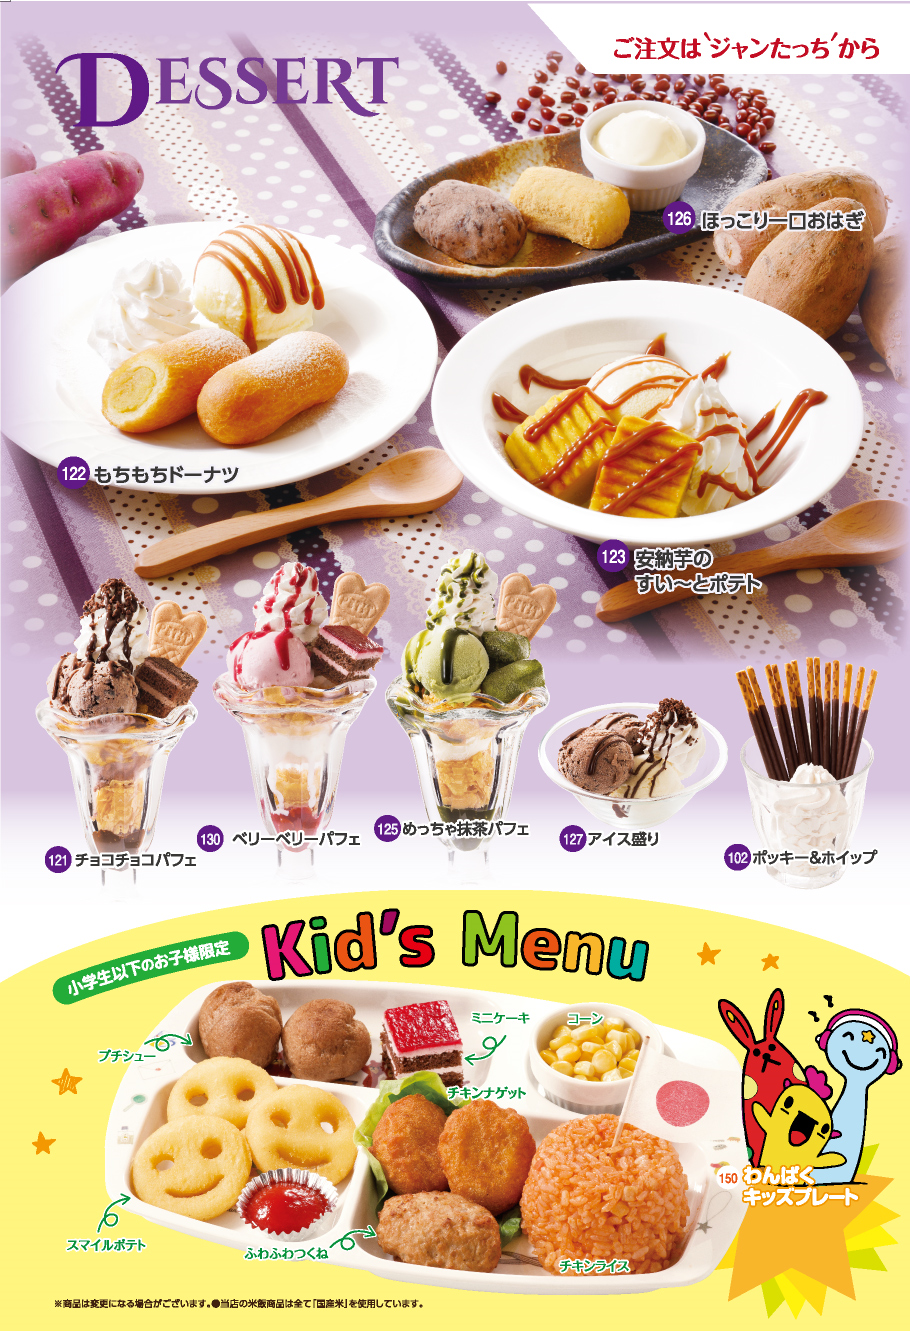 ご注文は‘ジャンたっち’から
DESSERT
126 ほっこり一口おはぎ
122 もちもちドーナツ
123 安納芋の
すい～とポテト
121 チョコチョコパフェ
130 ベリーベリーパフェ
125 めっちゃ抹茶パフェ
127 アイス盛り
102 ポッキー&ホイップ
小学生以下のお子様限定
Kid's Menu
プチシュー
ミニケーキ
コーン
チキンナゲット
150 わんぱく
キッズプレート
スマイルポテト
ふわふわつくね
チキンライス
※商品は変更になる場合がございます。●当店の米飯商品は全て「国産米」を使用しています。